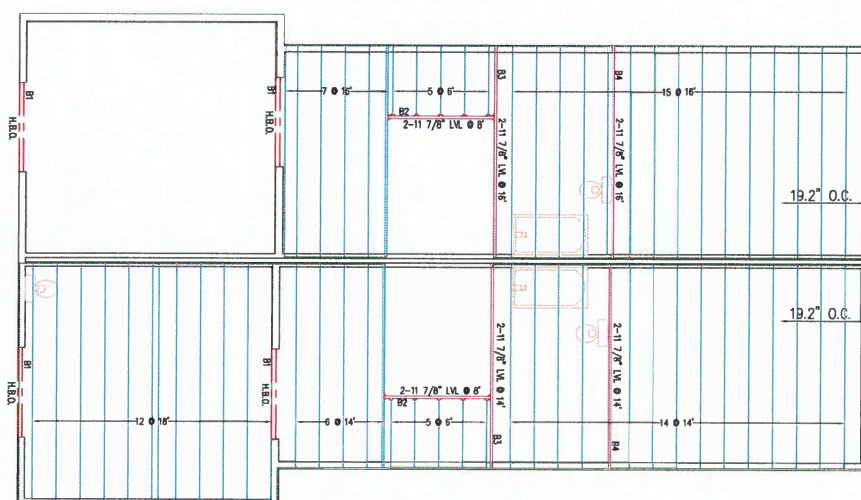 B1
H.B.O.
B1
H.B.O.
7 @ 16'
5 @ 6'
B2
2-11 7/8" LVL @ 8'
B3
2-11 7/8" LVL @ 16'
B4
2-11 7/8" LVL @ 16'
15 @ 16'
19.2" O.C.
19.2" O.C.
B1
H.B.O.
12 @ 18'
B1
H.B.O.
6 @ 14'
2-11 7/8" LVL @ 8'
B2
5 @ 6'
2-11 7/8" LVL @ 14'
B3
2-11 7/8" LVL @ 14'
B4
14 @ 14'